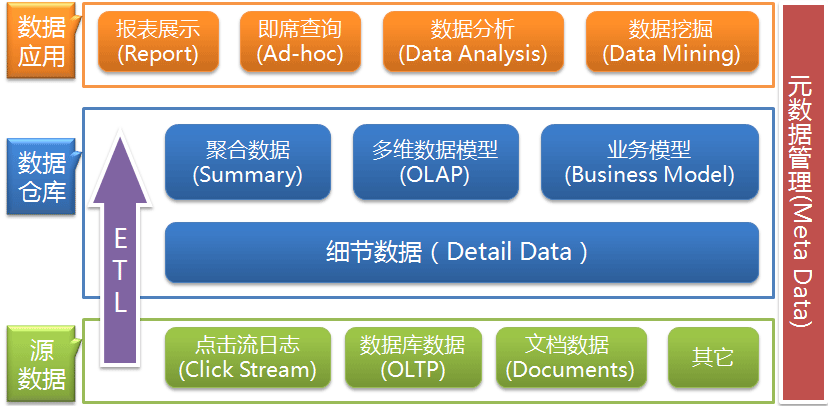 数据
应用
报表展示
(Report)
即席查询
(Ad-hoc)
数据分析
(Data Analysis)
数据挖掘
(Data Mining)
数据
仓库
聚合数据
(Summary)
多维数据模型
(OLAP)
业务模型
(Business Model)
细节数据（Detail Data）
ETL
源
数据
点击流日志
(Click Stream)
数据库数据
(OLTP)
文档数据
(Documents)
其它
元数据管理(Meta Data)